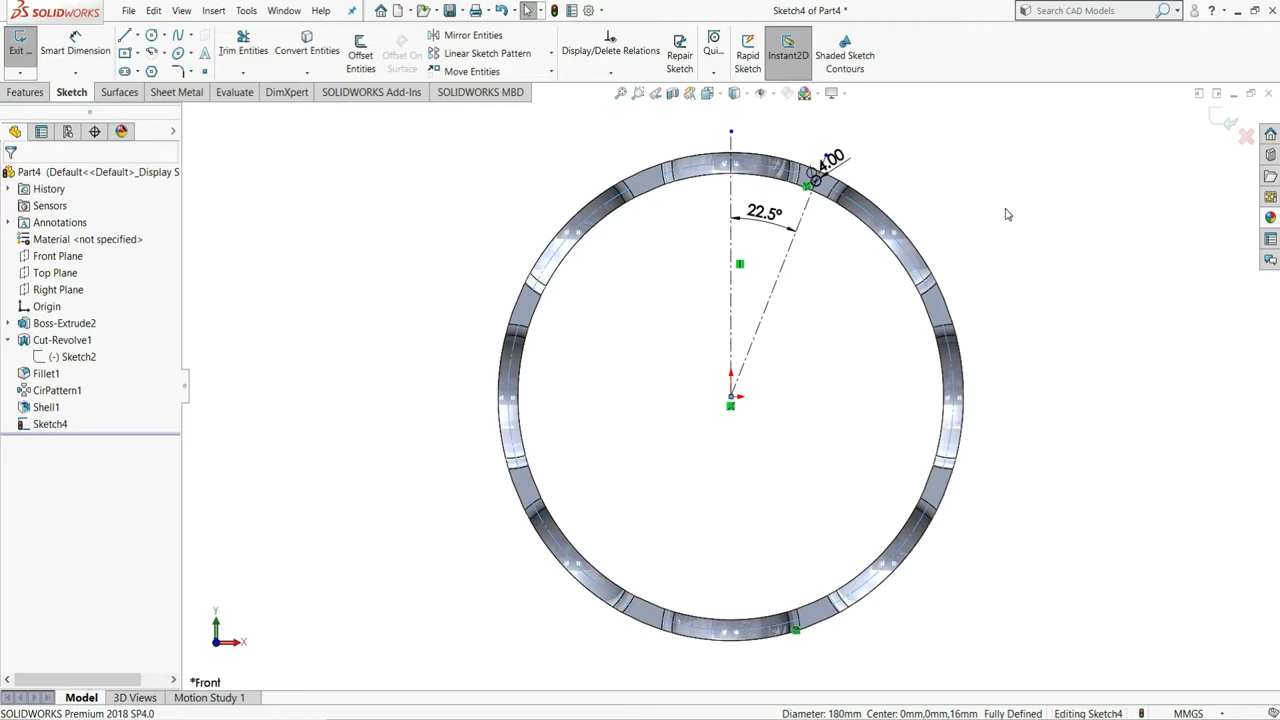 SOLIDWORKS File Edit View Insert Tools Window Help Sketch4 of Part4 * Search CAD Models
Exit ...
Smart Dimension
Trim Entities
Convert Entities
Offset Entities
Offset On Surface
Mirror Entities
Linear Sketch Pattern
Move Entities
Display/Delete Relations
Repair Sketch
Qui...
Rapid Sketch
Instant2D
Shaded Sketch Contours
Features Sketch Surfaces Sheet Metal Evaluate DimXpert SOLIDWORKS Add-Ins SOLIDWORKS MBD
Part4 (Default<<Default>_Display S
History
Sensors
Annotations
Material <not specified>
Front Plane
Top Plane
Right Plane
Origin
Boss-Extrude2
Cut-Revolve1
(-) Sketch2
Fillet1
CirPattern1
Shell1
Sketch4
4.00
22.5°
Y
X
*Front
Model 3D Views Motion Study 1
SOLIDWORKS Premium 2018 SP4.0 Diameter: 180mm Center: 0mm,0mm,16mm Fully Defined Editing Sketch4 MMGS